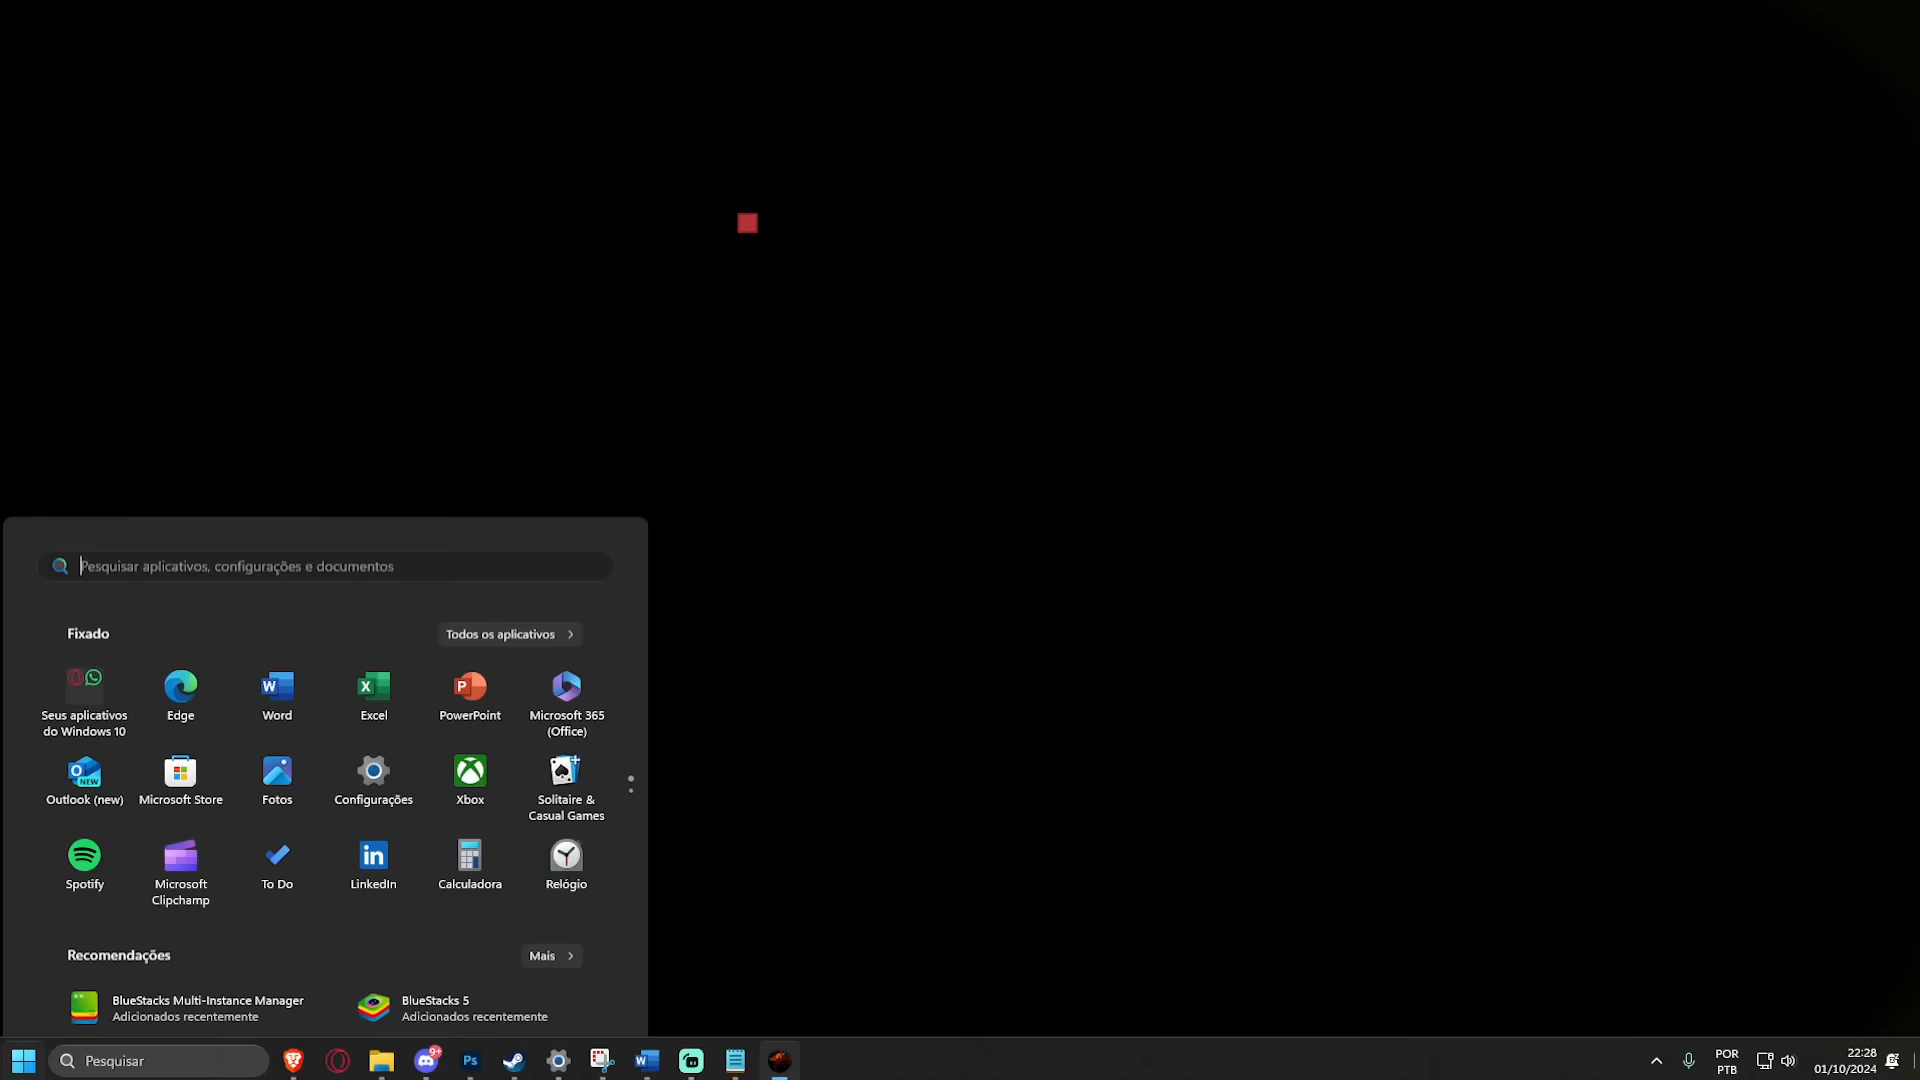 Pesquisar aplicativos, configurações e documentos
Fixado
Todos os aplicativos
Seus aplicativos
do Windows 10
Edge
Word
Excel
PowerPoint
Microsoft 365
(Office)
Outlook (new)
Microsoft Store
Fotos
Configurações
Xbox
Solitaire &
Casual Games
Spotify
Microsoft
Clipchamp
To Do
LinkedIn
Calculadora
Relógio
Recomendações
Mais
BlueStacks Multi-Instance Manager
Adicionados recentemente
BlueStacks 5
Adicionados recentemente
Pesquisar
9+
Ps
POR
PTB
22:28
01/10/2024